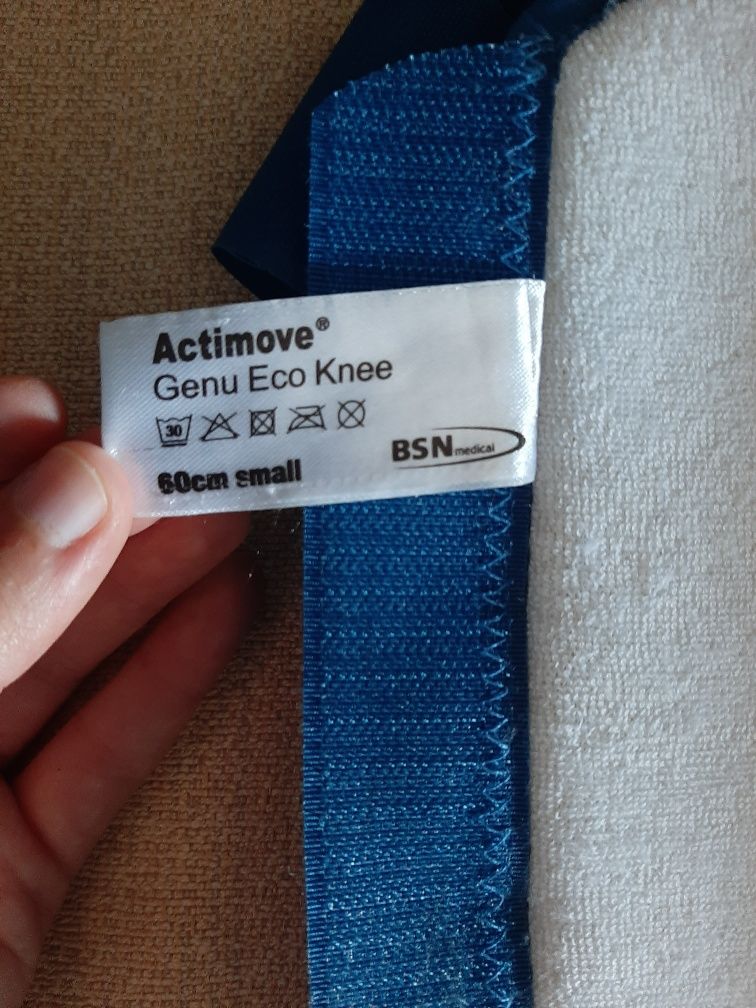 Actimove®
Genu Eco Knee
30
60cm small
BSN medical